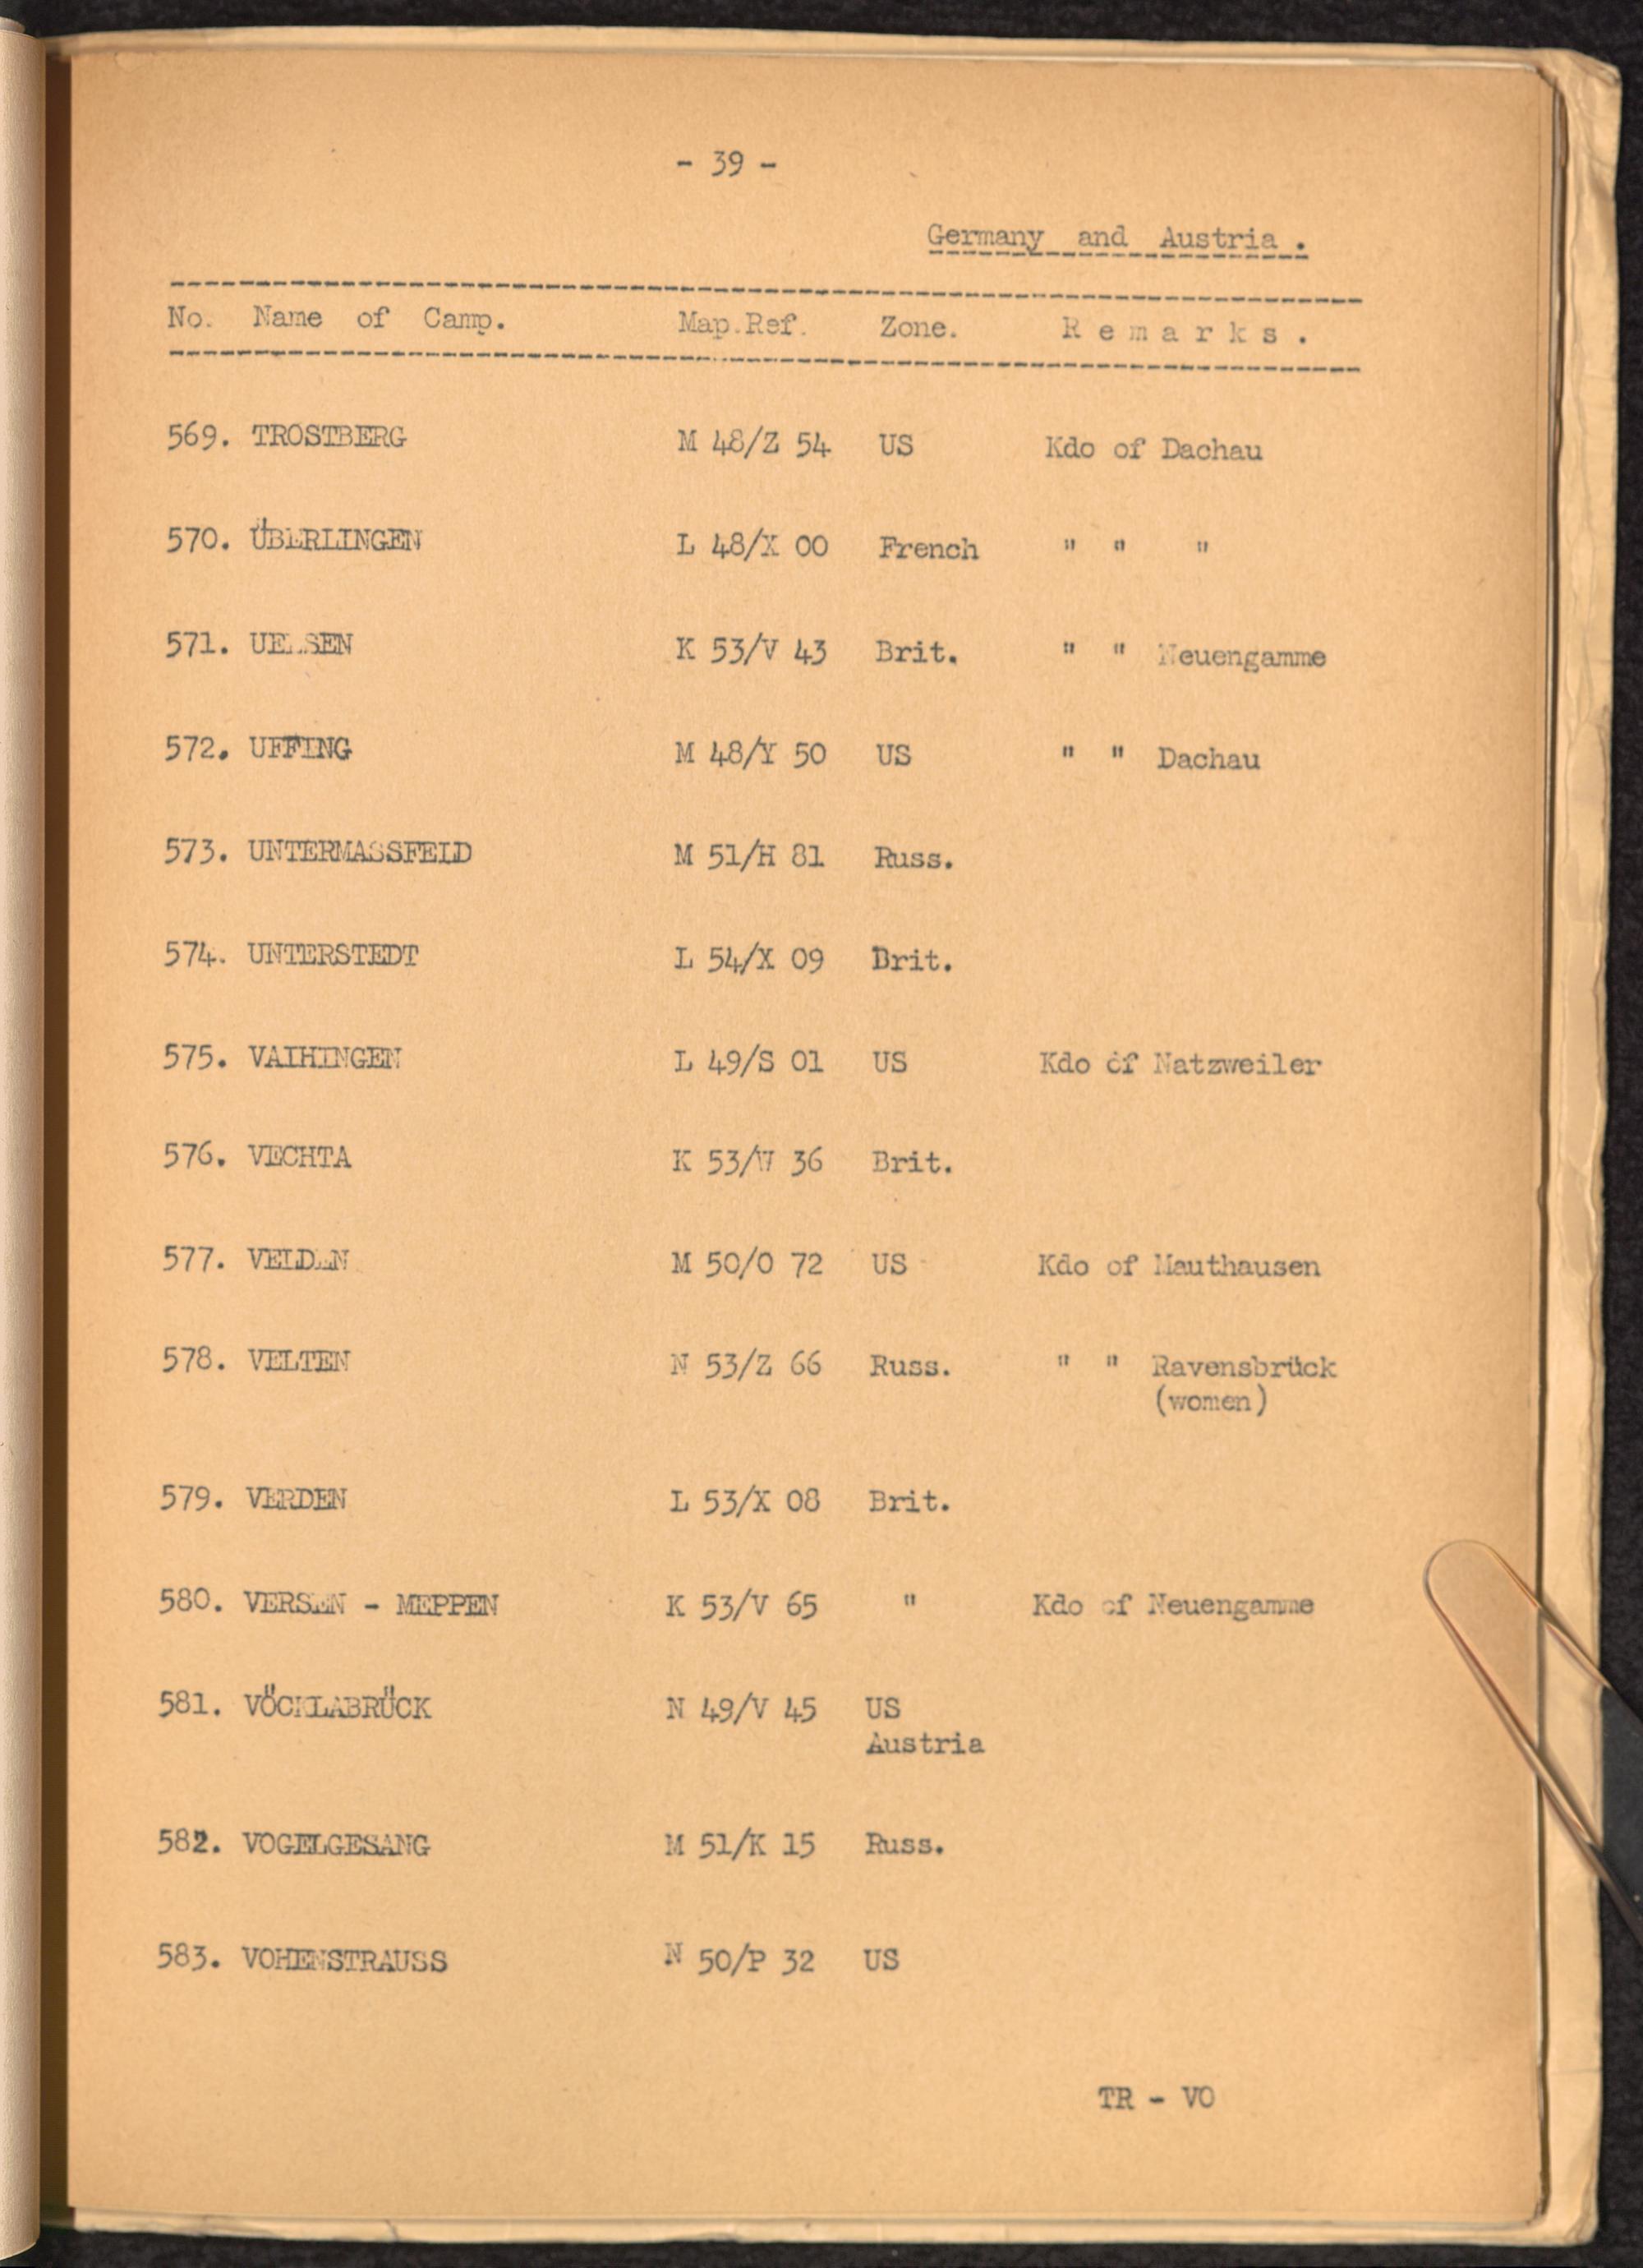 - 39 -
Germany and Austria .
No. Name of Camp. Map.Ref. Zone. R e m a r k s .
569. TROSTBERG M 48/Z 54 US Kdo of Dachau
570. ÜBERLINGEN L 48/X 00 French " " "
571. UELSEN K 53/V 43 Brit. " " Neuengamme
572. UFFING M 48/Y 50 US " " Dachau
573. UNTERMASSFELD M 51/H 81 Russ.
574. UNTERSTEDT L 54/X 09 Brit.
575. VAIHINGEN L 49/S 01 US Kdo of Natzweiler
576. VECHTA K 53/W 36 Brit.
577. VELDEN M 50/O 72 US Kdo of Mauthausen
578. VELTEN N 53/Z 66 Russ. " " Ravensbrück
(women)
579. VERDEN L 53/X 08 Brit.
580. VERSEN - MEPPEN K 53/V 65 " Kdo of Neuengamme
581. VÖCKLABRÜCK N 49/V 45 US
Austria
582. VOGELGESANG M 51/K 15 Russ.
583. VOHENSTRAUSS N 50/P 32 US
TR - VO